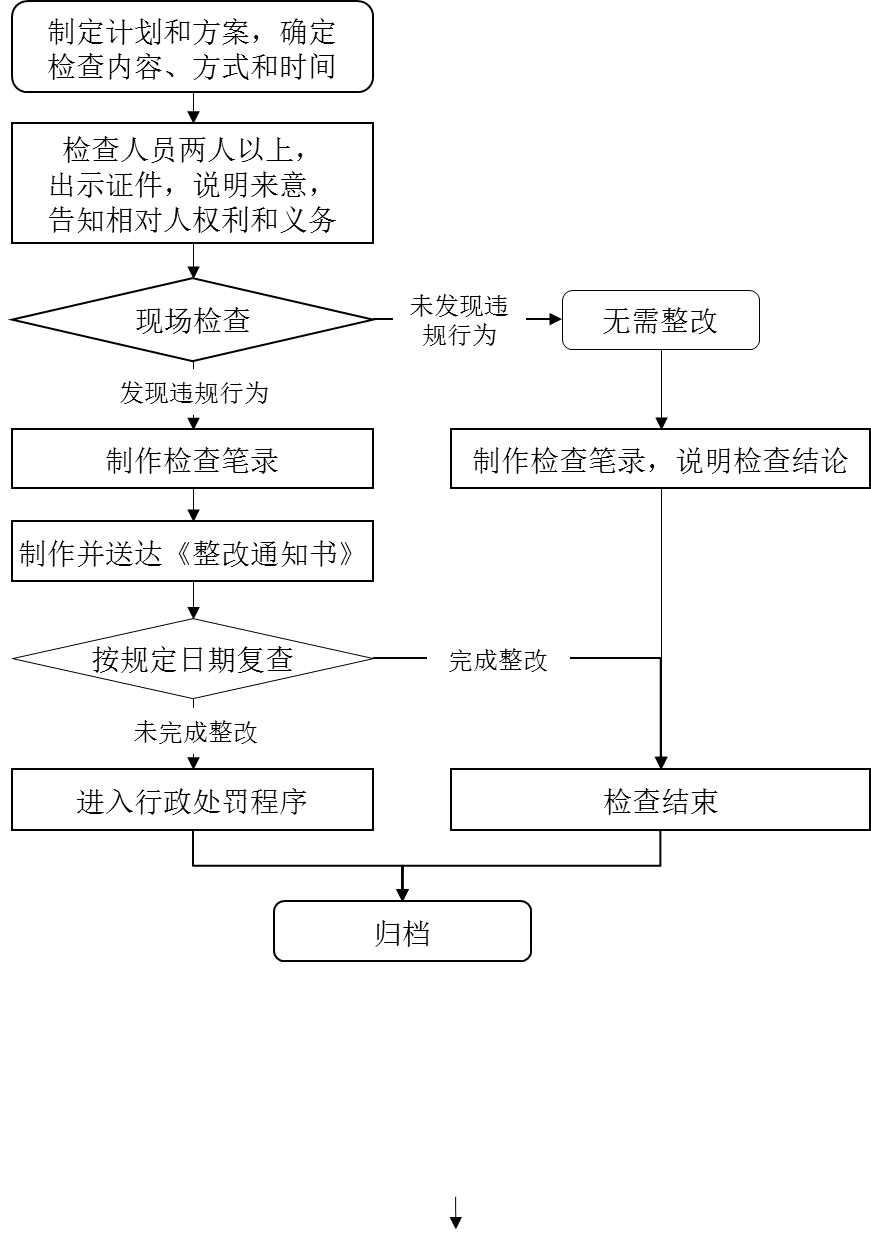 制定计划和方案，确定
检查内容、方式和时间
检查人员两人以上，
出示证件，说明来意，
告知相对人权利和义务
现场检查
未发现违
规行为
无需整改
发现违规行为
制作检查笔录
制作检查笔录，说明检查结论
制作并送达《整改通知书》
按规定日期复查
完成整改
未完成整改
进入行政处罚程序
检查结束
归档